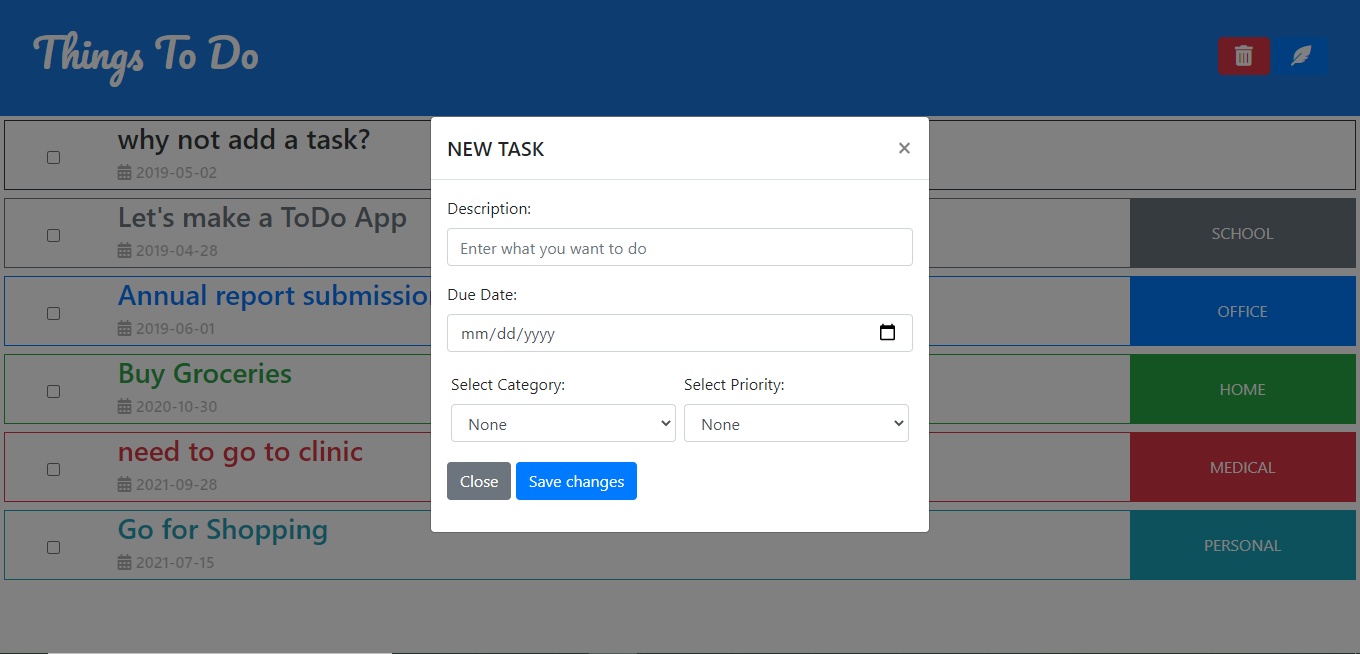 Things To Do
why not add a task?
2019-05-02
Let's make a ToDo App
2019-04-28
SCHOOL
Annual report submission
2019-06-01
OFFICE
Buy Groceries
2020-10-30
HOME
need to go to clinic
2021-09-28
MEDICAL
Go for Shopping
2021-07-15
PERSONAL
NEW TASK
×
Description:
Enter what you want to do
Due Date:
mm/dd/yyyy
Select Category: Select Priority:
None None
Close Save changes